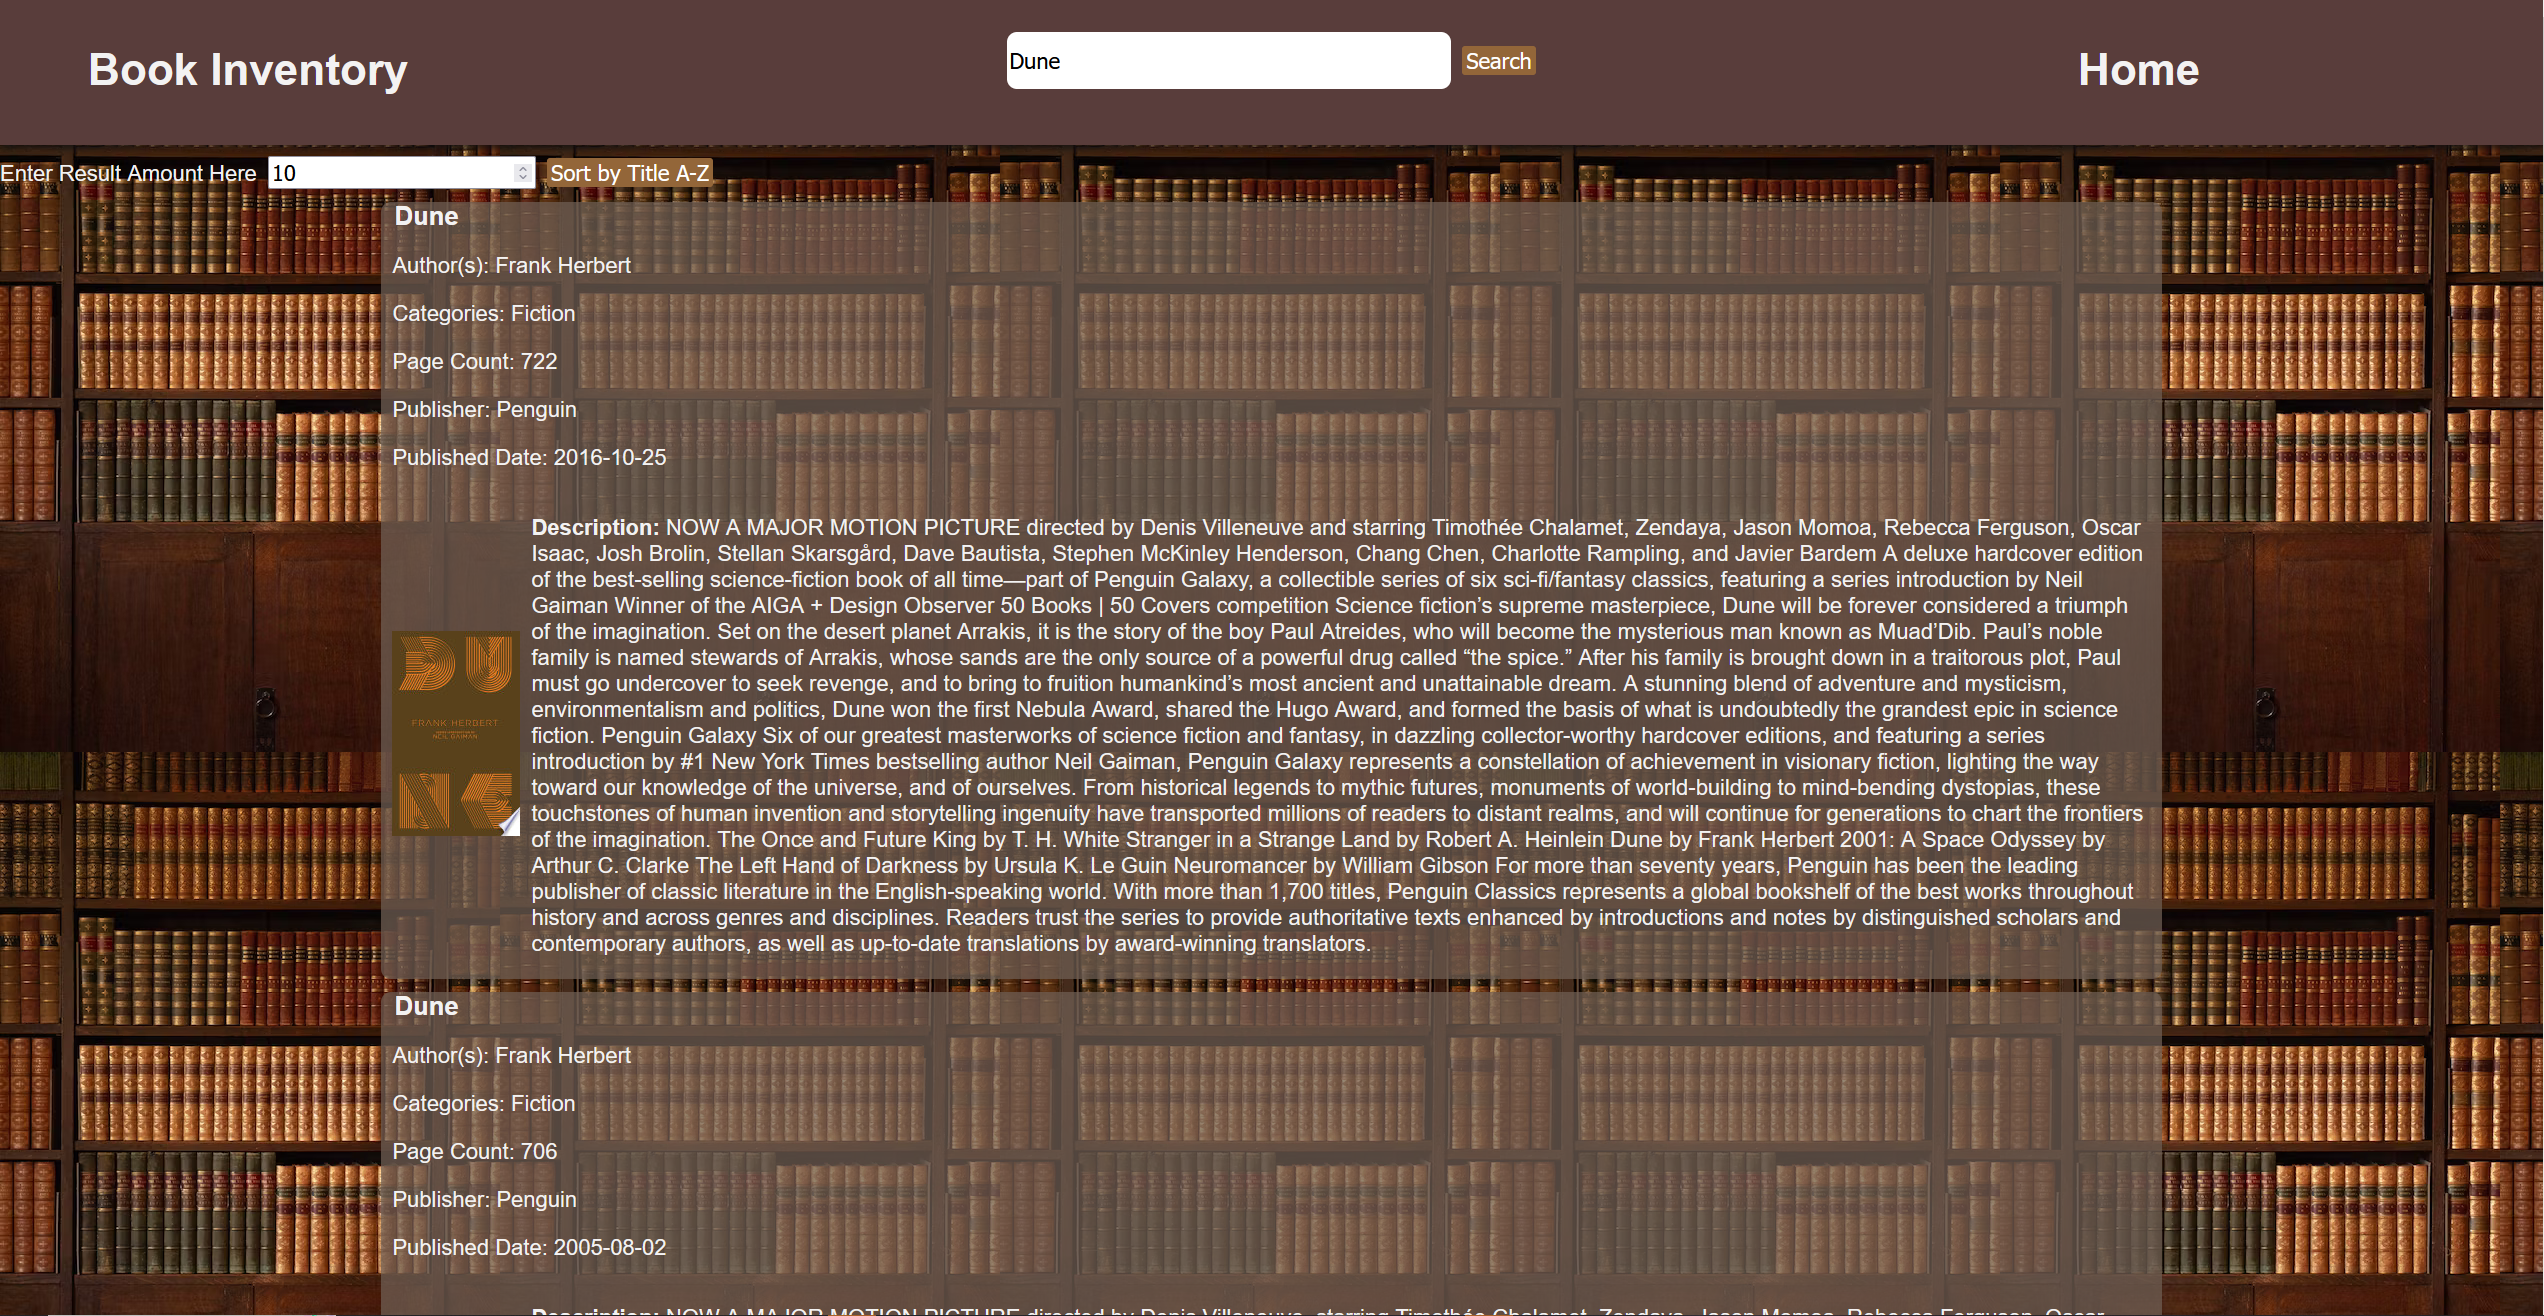 Book Inventory
Dune
Search
Home
Enter Result Amount Here
10
Sort by Title A-Z
Dune
Author(s): Frank Herbert
Categories: Fiction
Page Count: 722
Publisher: Penguin
Published Date: 2016-10-25
Description: NOW A MAJOR MOTION PICTURE directed by Denis Villeneuve and starring Timothée Chalamet, Zendaya, Jason Momoa, Rebecca Ferguson, Oscar
Isaac, Josh Brolin, Stellan Skarsgård, Dave Bautista, Stephen McKinley Henderson, Chang Chen, Charlotte Rampling, and Javier Bardem A deluxe hardcover edition
of the best-selling science-fiction book of all time—part of Penguin Galaxy, a collectible series of six sci-fi/fantasy classics, featuring a series introduction by Neil
Gaiman Winner of the AIGA + Design Observer 50 Books | 50 Covers competition Science fiction’s supreme masterpiece, Dune will be forever considered a triumph
of the imagination. Set on the desert planet Arrakis, it is the story of the boy Paul Atreides, who will become the mysterious man known as Muad’Dib. Paul’s noble
family is named stewards of Arrakis, whose sands are the only source of a powerful drug called “the spice.” After his family is brought down in a traitorous plot, Paul
must go undercover to seek revenge, and to bring to fruition humankind’s most ancient and unattainable dream. A stunning blend of adventure and mysticism,
environmentalism and politics, Dune won the first Nebula Award, shared the Hugo Award, and formed the basis of what is undoubtedly the grandest epic in science
fiction. Penguin Galaxy Six of our greatest masterworks of science fiction and fantasy, in dazzling collector-worthy hardcover editions, and featuring a series
introduction by #1 New York Times bestselling author Neil Gaiman, Penguin Galaxy represents a constellation of achievement in visionary fiction, lighting the way
toward our knowledge of the universe, and of ourselves. From historical legends to mythic futures, monuments of world-building to mind-bending dystopias, these
touchstones of human invention and storytelling ingenuity have transported millions of readers to distant realms, and will continue for generations to chart the frontiers
of the imagination. The Once and Future King by T. H. White Stranger in a Strange Land by Robert A. Heinlein Dune by Frank Herbert 2001: A Space Odyssey by
Arthur C. Clarke The Left Hand of Darkness by Ursula K. Le Guin Neuromancer by William Gibson For more than seventy years, Penguin has been the leading
publisher of classic literature in the English-speaking world. With more than 1,700 titles, Penguin Classics represents a global bookshelf of the best works throughout
history and across genres and disciplines. Readers trust the series to provide authoritative texts enhanced by introductions and notes by distinguished scholars and
contemporary authors, as well as up-to-date translations by award-winning translators.
DU
FRANK HERBERT
NEIL GAIMAN
NE
Dune
Author(s): Frank Herbert
Categories: Fiction
Page Count: 706
Publisher: Penguin
Published Date: 2005-08-02
Description: NOW A MAJOR MOTION PICTURE directed by Denis Villeneuve, starring Timothée Chalamet, Zendaya, Jason Momoa, Rebecca Ferguson, Oscar